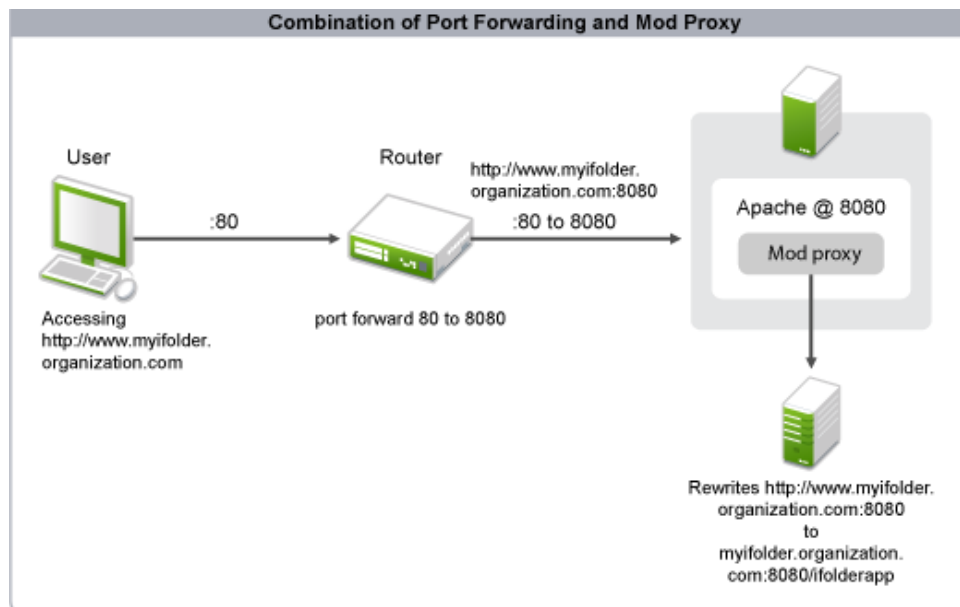 Combination of Port Forwarding and Mod Proxy
User
:80
Accessing
http://www.myifolder.
organization.com
Router
port forward 80 to 8080
http://www.myifolder.
organization.com:8080
:80 to 8080
Apache @ 8080
Mod proxy
Rewrites http://www.myifolder.
organization.com:8080
to
myifolder.organization.
com:8080/ifolderapp